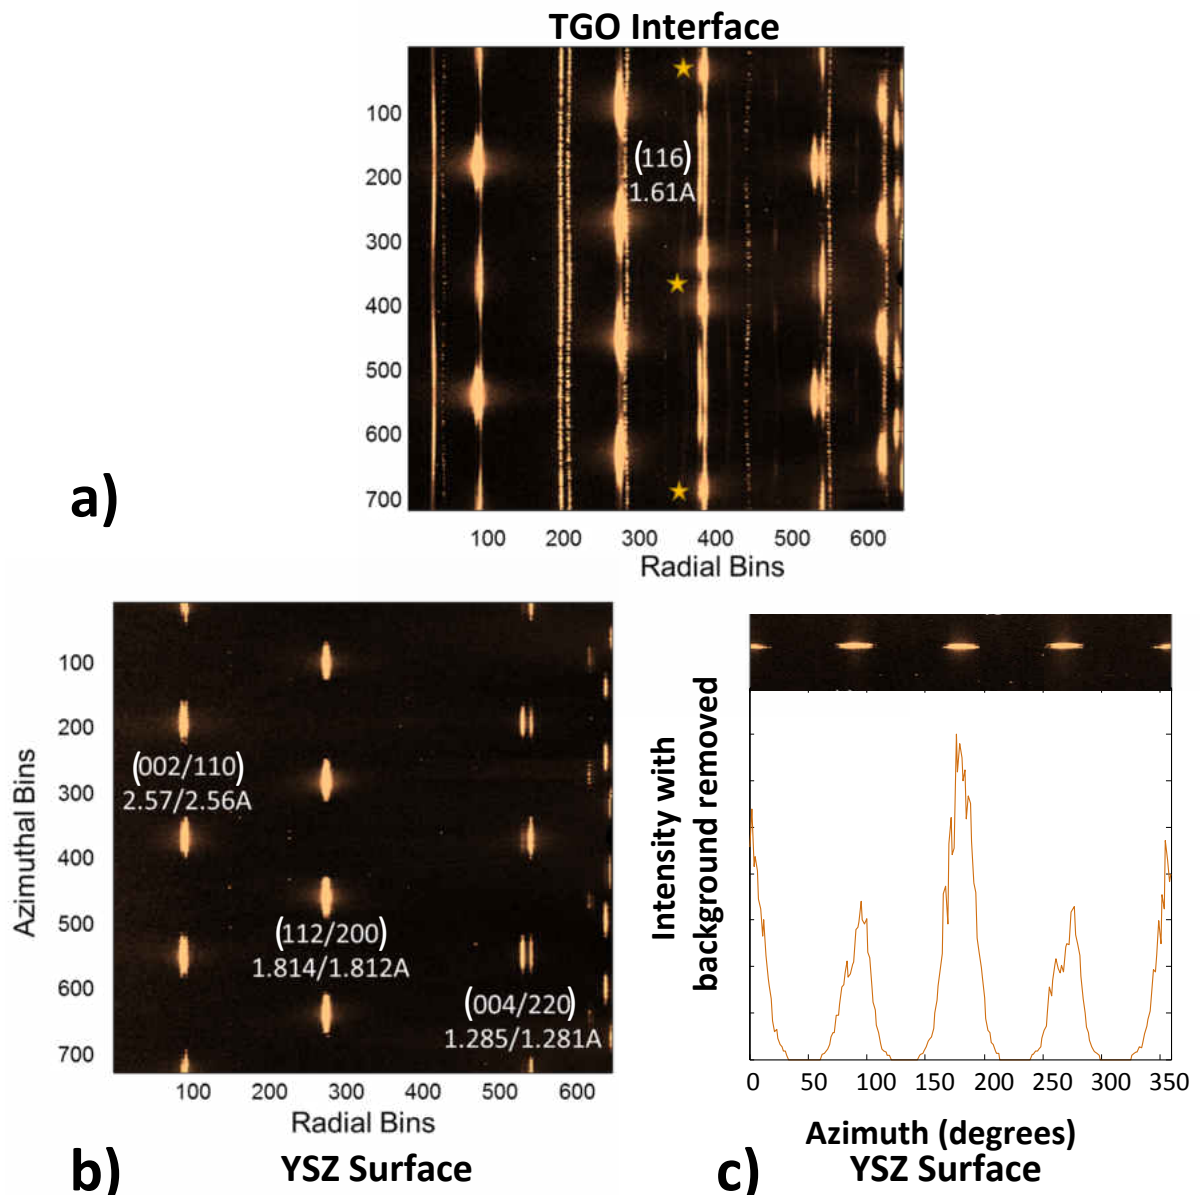 TGO Interface
100
200
300
400
500
600
700
(116)
1.61A
a)
100 200 300 400 500 600
Radial Bins
Azimuthal Bins
100
200
300
400
500
600
700
(002/110)
2.57/2.56A
(112/200)
1.814/1.812A
(004/220)
1.285/1.281A
100 200 300 400 500 600
Radial Bins
b) YSZ Surface
Intensity with
background removed
0 50 100 150 200 250 300 350
Azimuth (degrees)
c) YSZ Surface